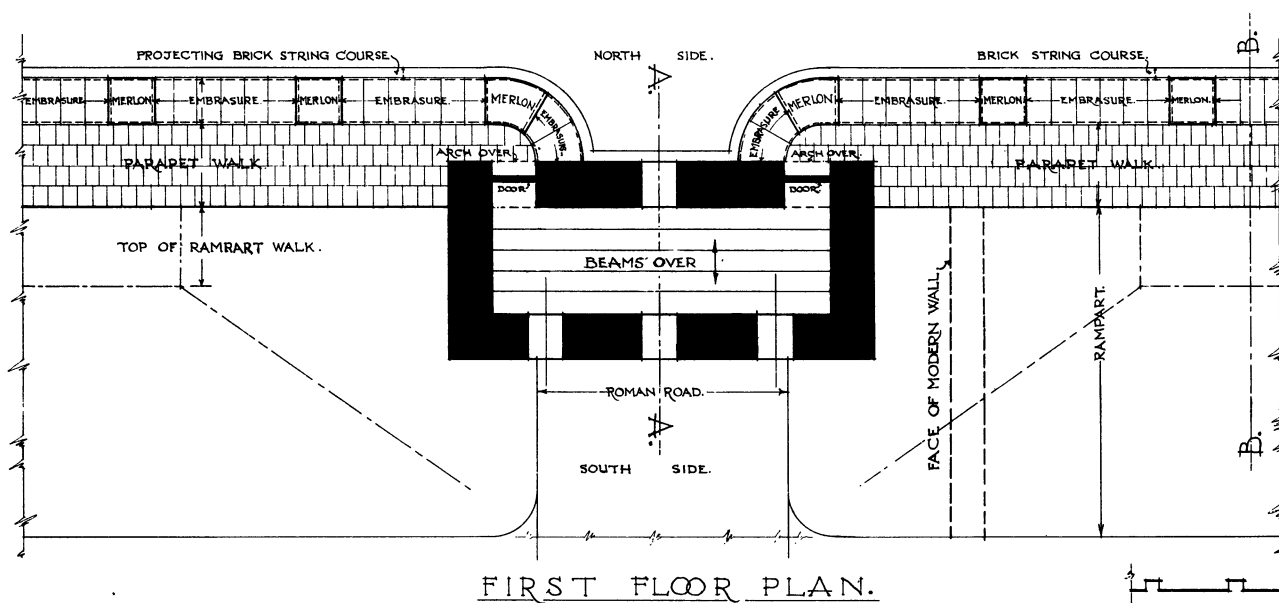 PROJECTING BRICK STRING COURSE
NORTH SIDE.
BRICK STRING COURSE
A
B.
EMBRASURE MERLON EMBRASURE. MERLON EMBRASURE. MERLON EMBRASURE.
EMBRASURE MERLON EMBRASURE. MERLON EMBRASURE. MERLON.
ARCH OVER.
ARCH OVER.
PARAPET WALK.
PARAPET WALK.
DOOR
DOOR
TOP OF RAMPART WALK.
BEAMS OVER
FACE OF MODERN WALL
RAMPART.
ROMAN ROAD.
A.
B.
SOUTH SIDE.
FIRST FLOOR PLAN.